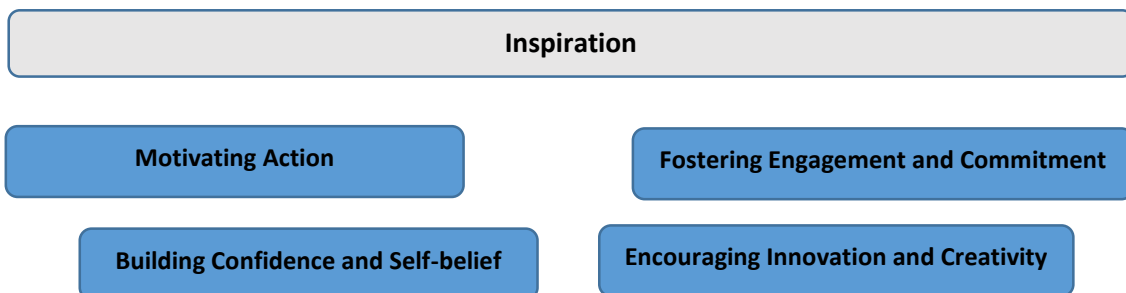 Inspiration
Motivating Action
Fostering Engagement and Commitment
Building Confidence and Self-belief
Encouraging Innovation and Creativity